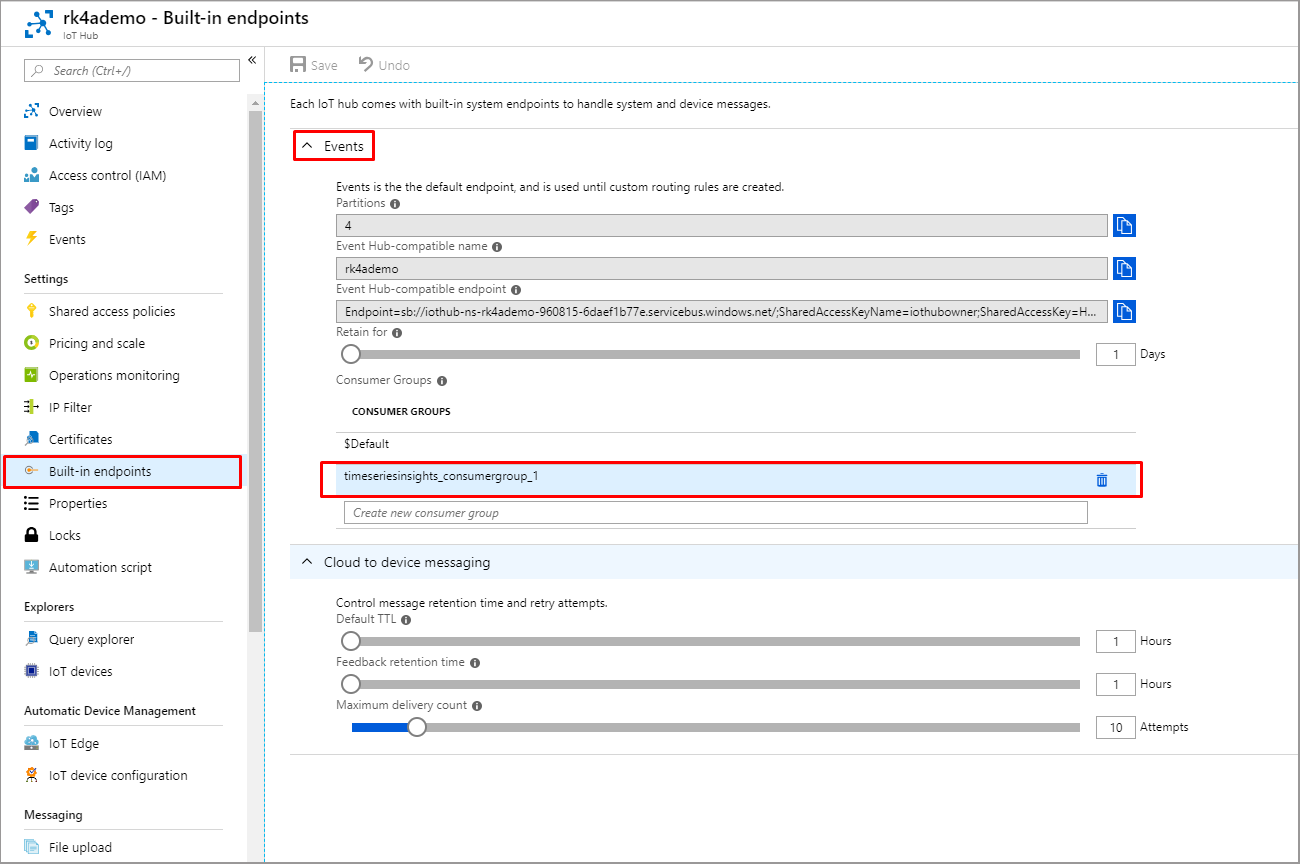 rk4ademo - Built-in endpoints
IoT Hub
Search (Ctrl+/)
«
Overview
Activity log
Access control (IAM)
Tags
Events
Settings
Shared access policies
Pricing and scale
Operations monitoring
IP Filter
Certificates
Built-in endpoints
Properties
Locks
Automation script
Explorers
Query explorer
IoT devices
Automatic Device Management
IoT Edge
IoT device configuration
Messaging
File upload
Save Undo
Each IoT hub comes with built-in system endpoints to handle system and device messages.
Events
Events is the the default endpoint, and is used until custom routing rules are created.
Partitions
4
Event Hub-compatible name
rk4ademo
Event Hub-compatible endpoint
Endpoint=sb://iothub-ns-rk4ademo-960815-6daef1b77e.servicebus.windows.net/;SharedAccessKeyName=iothubowner;SharedAccessKey=H...
Retain for
1 Days
Consumer Groups
CONSUMER GROUPS
$Default
timeseriesinsights_consumergroup_1
Create new consumer group
Cloud to device messaging
Control message retention time and retry attempts.
Default TTL
1 Hours
Feedback retention time
1 Hours
Maximum delivery count
10 Attempts